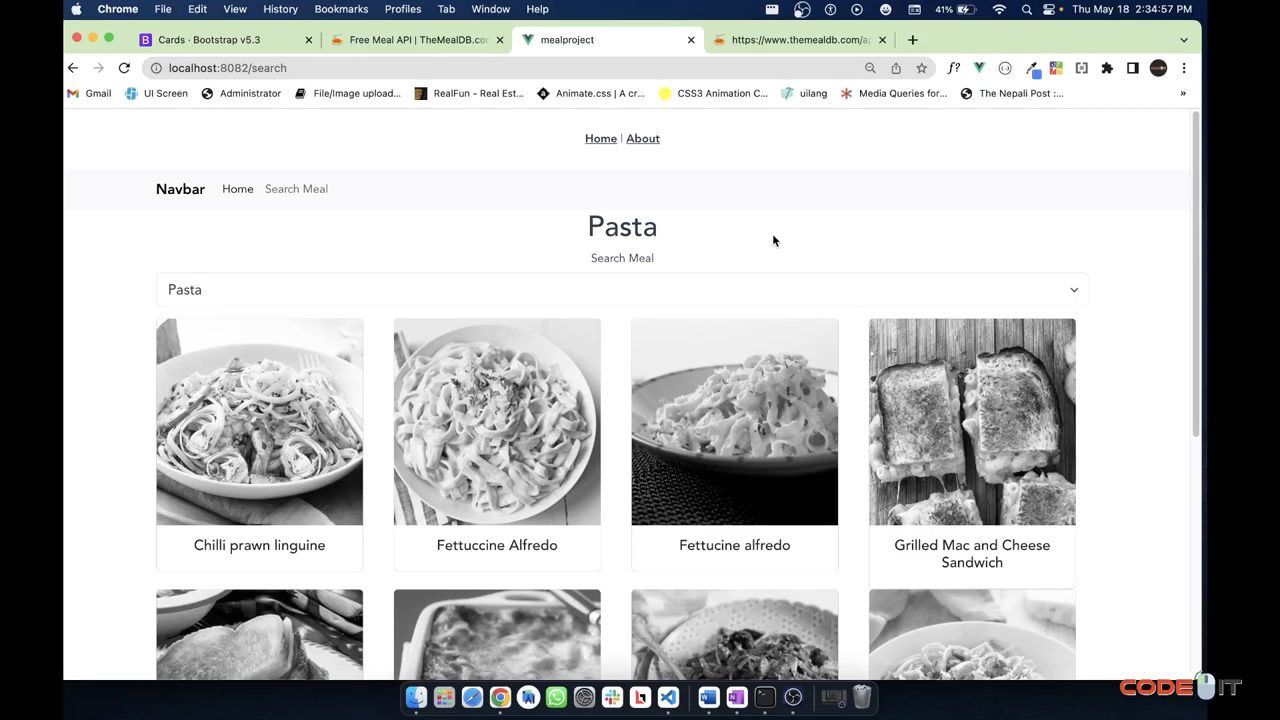 Chrome File Edit View History Bookmarks Profiles Tab Window Help 41% Thu May 18 2:34:57 PM
B Cards · Bootstrap v5.3 Free Meal API | TheMealDB.co mealproject https://www.themealdb.com/a
localhost:8082/search f?
Gmail UI Screen Administrator File/Image upload... RealFun - Real Est... Animate.css | A cr... CSS3 Animation C... uilang Media Queries for... The Nepali Post :... »
Home | About
Navbar Home Search Meal
Pasta
Search Meal
Pasta
Chilli prawn linguine
Fettuccine Alfredo
Fettucine alfredo
Grilled Mac and Cheese
Sandwich
CODE IT